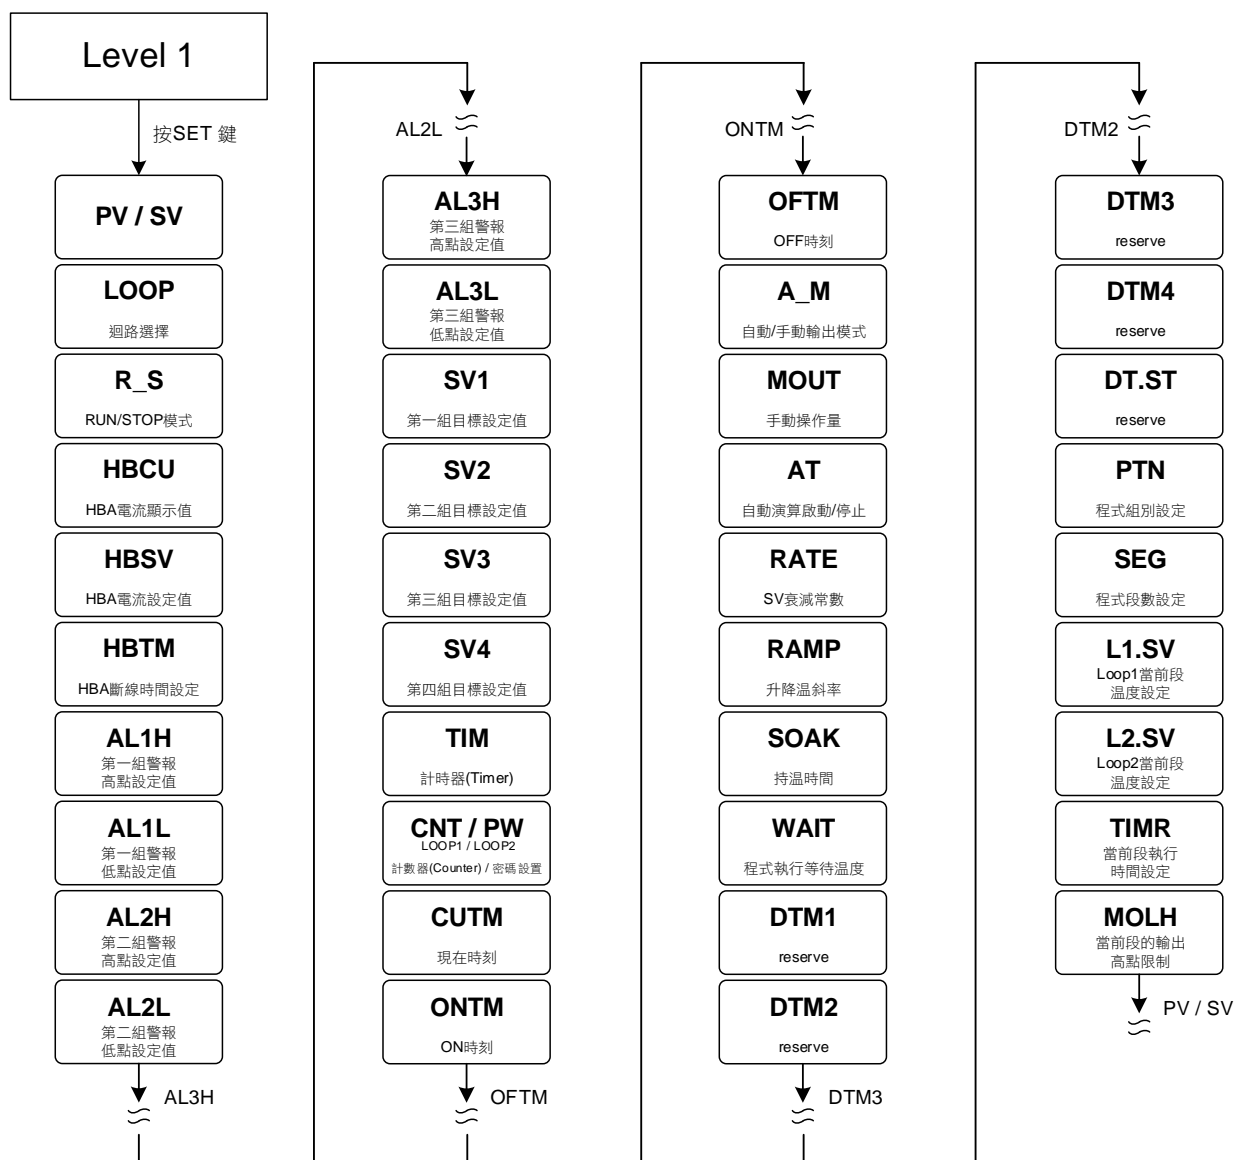 Level 1
按SET 鍵
PV / SV
LOOP
迴路選擇
R_S
RUN/STOP模式
HBCU
HBA電流顯示值
HBSV
HBA電流設定值
HBTM
HBA斷線時間設定
AL1H
第一組警報
高點設定值
AL1L
第一組警報
低點設定值
AL2H
第二組警報
高點設定值
AL2L
第二組警報
低點設定值
AL3H
AL2L
AL3H
第三組警報
高點設定值
AL3L
第三組警報
低點設定值
SV1
第一組目標設定值
SV2
第二組目標設定值
SV3
第三組目標設定值
SV4
第四組目標設定值
TIM
計時器(Timer)
CNT / PW
LOOP1 / LOOP2
計數器(Counter) / 密碼設置
CUTM
現在時刻
ONTM
ON時刻
OFTM
ONTM
OFTM
OFF時刻
A_M
自動/手動輸出模式
MOUT
手動操作量
AT
自動演算啟動/停止
RATE
SV衰減常數
RAMP
升降温斜率
SOAK
持温時間
WAIT
程式執行等待温度
DTM1
reserve
DTM2
reserve
DTM3
DTM2
DTM3
reserve
DTM4
reserve
DT.ST
reserve
PTN
程式組別設定
SEG
程式段數設定
L1.SV
Loop1當前段
温度設定
L2.SV
Loop2當前段
温度設定
TIMR
當前段執行
時間設定
MOLH
當前段的輸出
高點限制
PV / SV